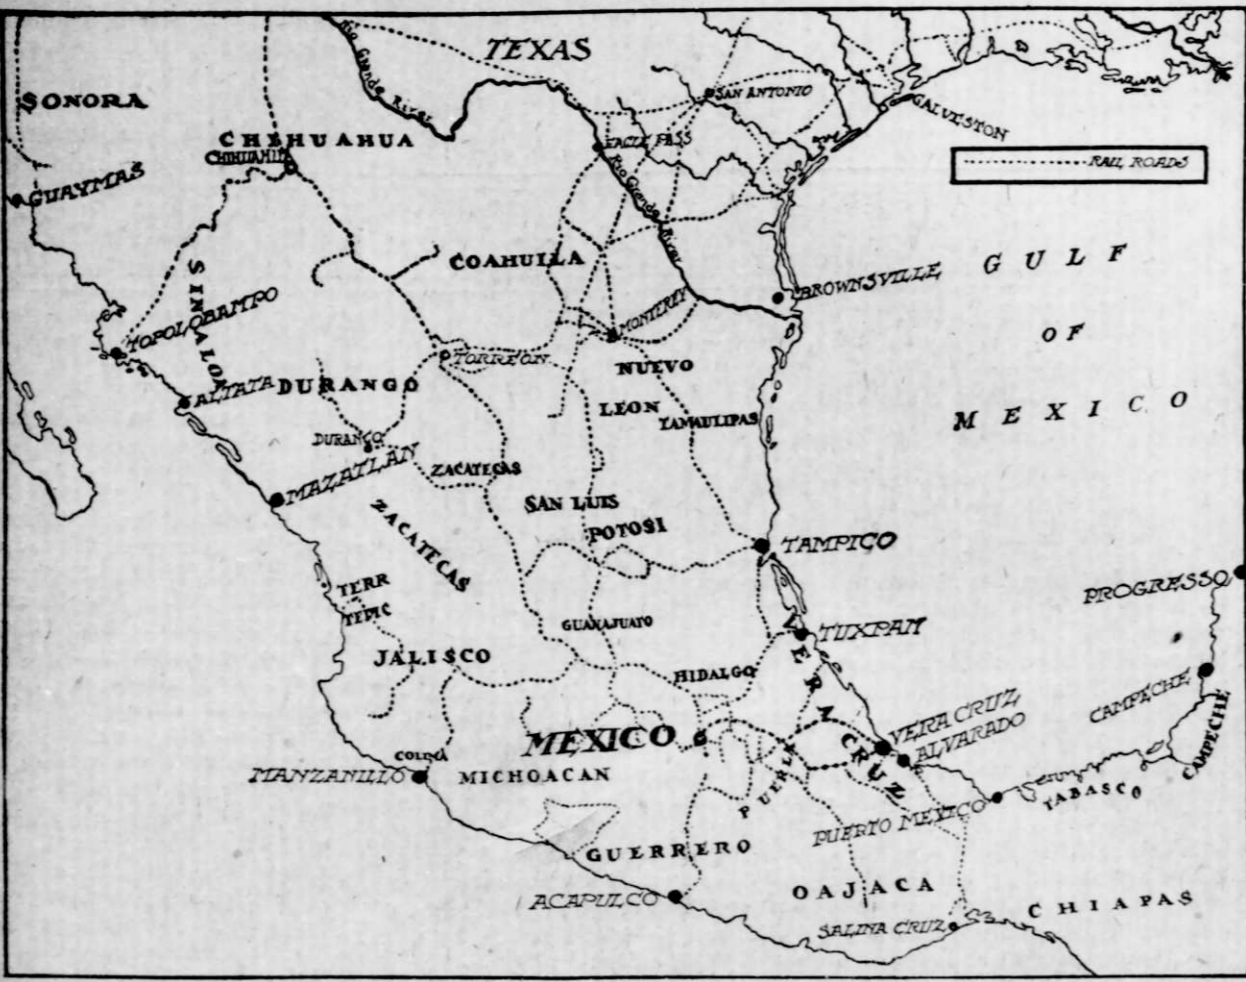 TEXAS
Rio Grande River
SONORA
SAN ANTONIO
GALVESTON
CHEHUAHUA
CHIHUAHUA
EAGLE PASS
RAIL ROADS
GUAYMAS
Rio Grande River
COAHUILA
GULF
OF
MEXICO
BROWNSVILLE
SINALOA
TOPOLOBAMPO
MONTEREY
TORREON
NUEVO
LEON
ALTATA
DURANGO
TAMAULIPAS
DURANGO
MAZATLAN
ZACATECAS
SAN LUIS
POTOSI
ZACATECAS
TAMPICO
PROGRESSO
TERR
TEPIC
GUANAJUATO
TUXPAN
JALISCO
HIDALGO
VERA CRUZ
CAMPECHE
CAMPECHE
MEXICO
VERA CRUZ
ALVARADO
COLIMA
MANZANILLO
MICHOACAN
PUEBLA
TABASCO
PUERTO MEXICO
GUERRERO
OAJACA
ACAPULCO
CHIAPAS
SALINA CRUZ